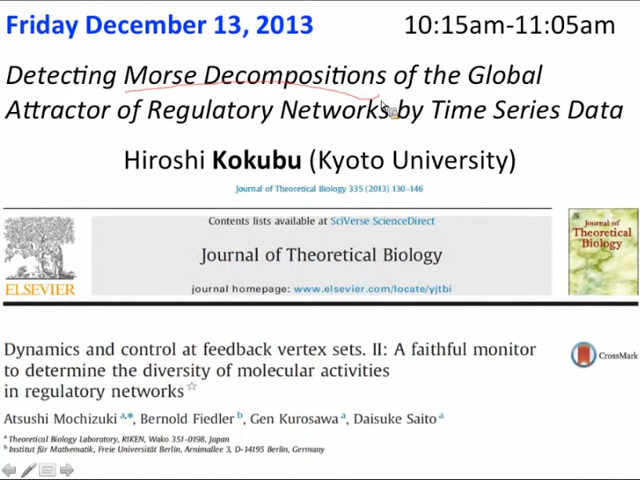 Friday December 13, 2013 10:15am-11:05am
Detecting Morse Decompositions of the Global
Attractor of Regulatory Networks by Time Series Data
Hiroshi Kokubu (Kyoto University)
Journal of Theoretical Biology 335 (2013) 130–146
Contents lists available at SciVerse ScienceDirect
Journal of Theoretical Biology
journal homepage: www.elsevier.com/locate/yjtbi
ELSEVIER
Journal of
Theoretical
Biology
Dynamics and control at feedback vertex sets. II: A faithful monitor
to determine the diversity of molecular activities
in regulatory networks☆
CrossMark
Atsushi Mochizuki a,*, Bernold Fiedler b, Gen Kurosawa a, Daisuke Saito a
a Theoretical Biology Laboratory, RIKEN, Wako 351-0198, Japan
b Institut für Mathematik, Freie Universität Berlin, Arnimallee 3, D-14195 Berlin, Germany